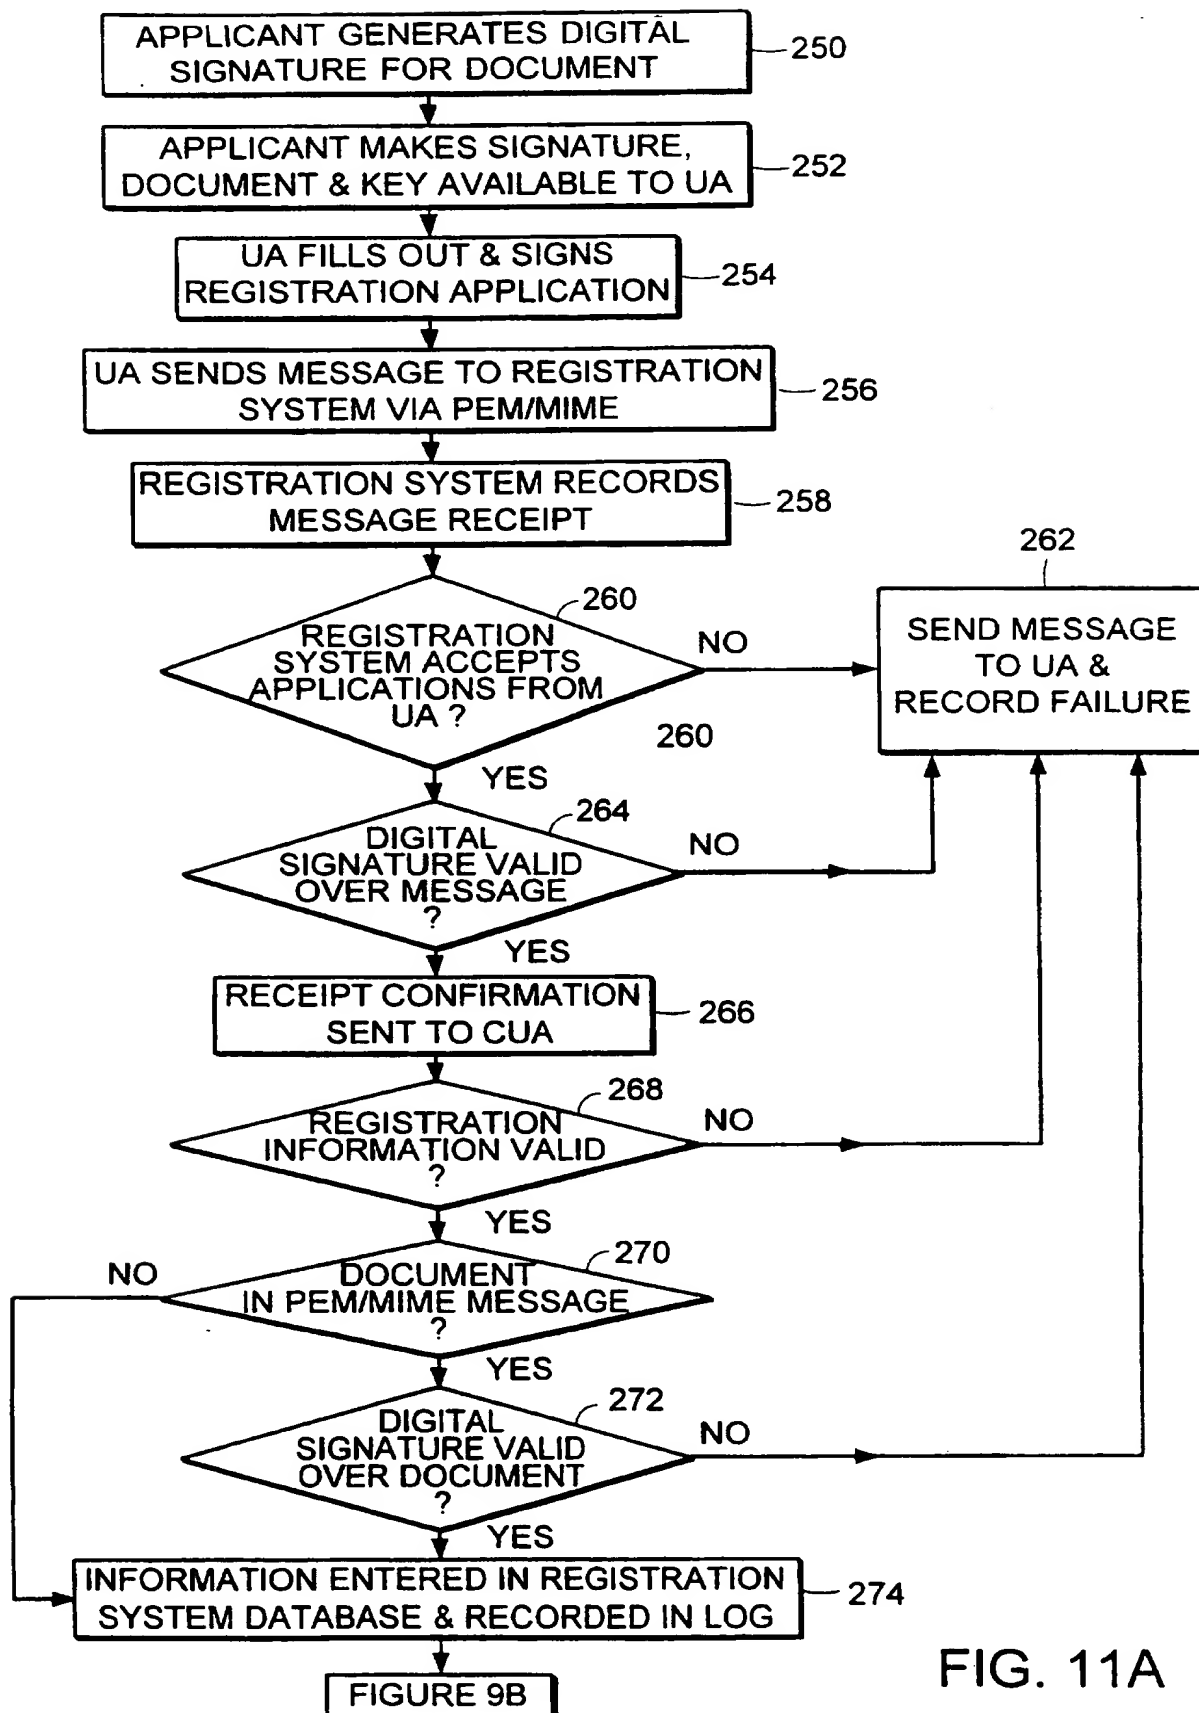 APPLICANT GENERATES DIGITAL
SIGNATURE FOR DOCUMENT
250
APPLICANT MAKES SIGNATURE,
DOCUMENT & KEY AVAILABLE TO UA
252
UA FILLS OUT & SIGNS
REGISTRATION APPLICATION
254
UA SENDS MESSAGE TO REGISTRATION
SYSTEM VIA PEM/MIME
256
REGISTRATION SYSTEM RECORDS
MESSAGE RECEIPT
258
262
SEND MESSAGE
TO UA &
RECORD FAILURE
260
REGISTRATION
SYSTEM ACCEPTS
APPLICATIONS FROM
UA ?
NO
260
YES
264
DIGITAL
SIGNATURE VALID
OVER MESSAGE
?
NO
YES
RECEIPT CONFIRMATION
SENT TO CUA
266
268
REGISTRATION
INFORMATION VALID
?
NO
YES
270
DOCUMENT
IN PEM/MIME MESSAGE
?
NO
YES
272
DIGITAL
SIGNATURE VALID
OVER DOCUMENT
?
NO
YES
INFORMATION ENTERED IN REGISTRATION
SYSTEM DATABASE & RECORDED IN LOG
274
FIGURE 9B
FIG. 11A